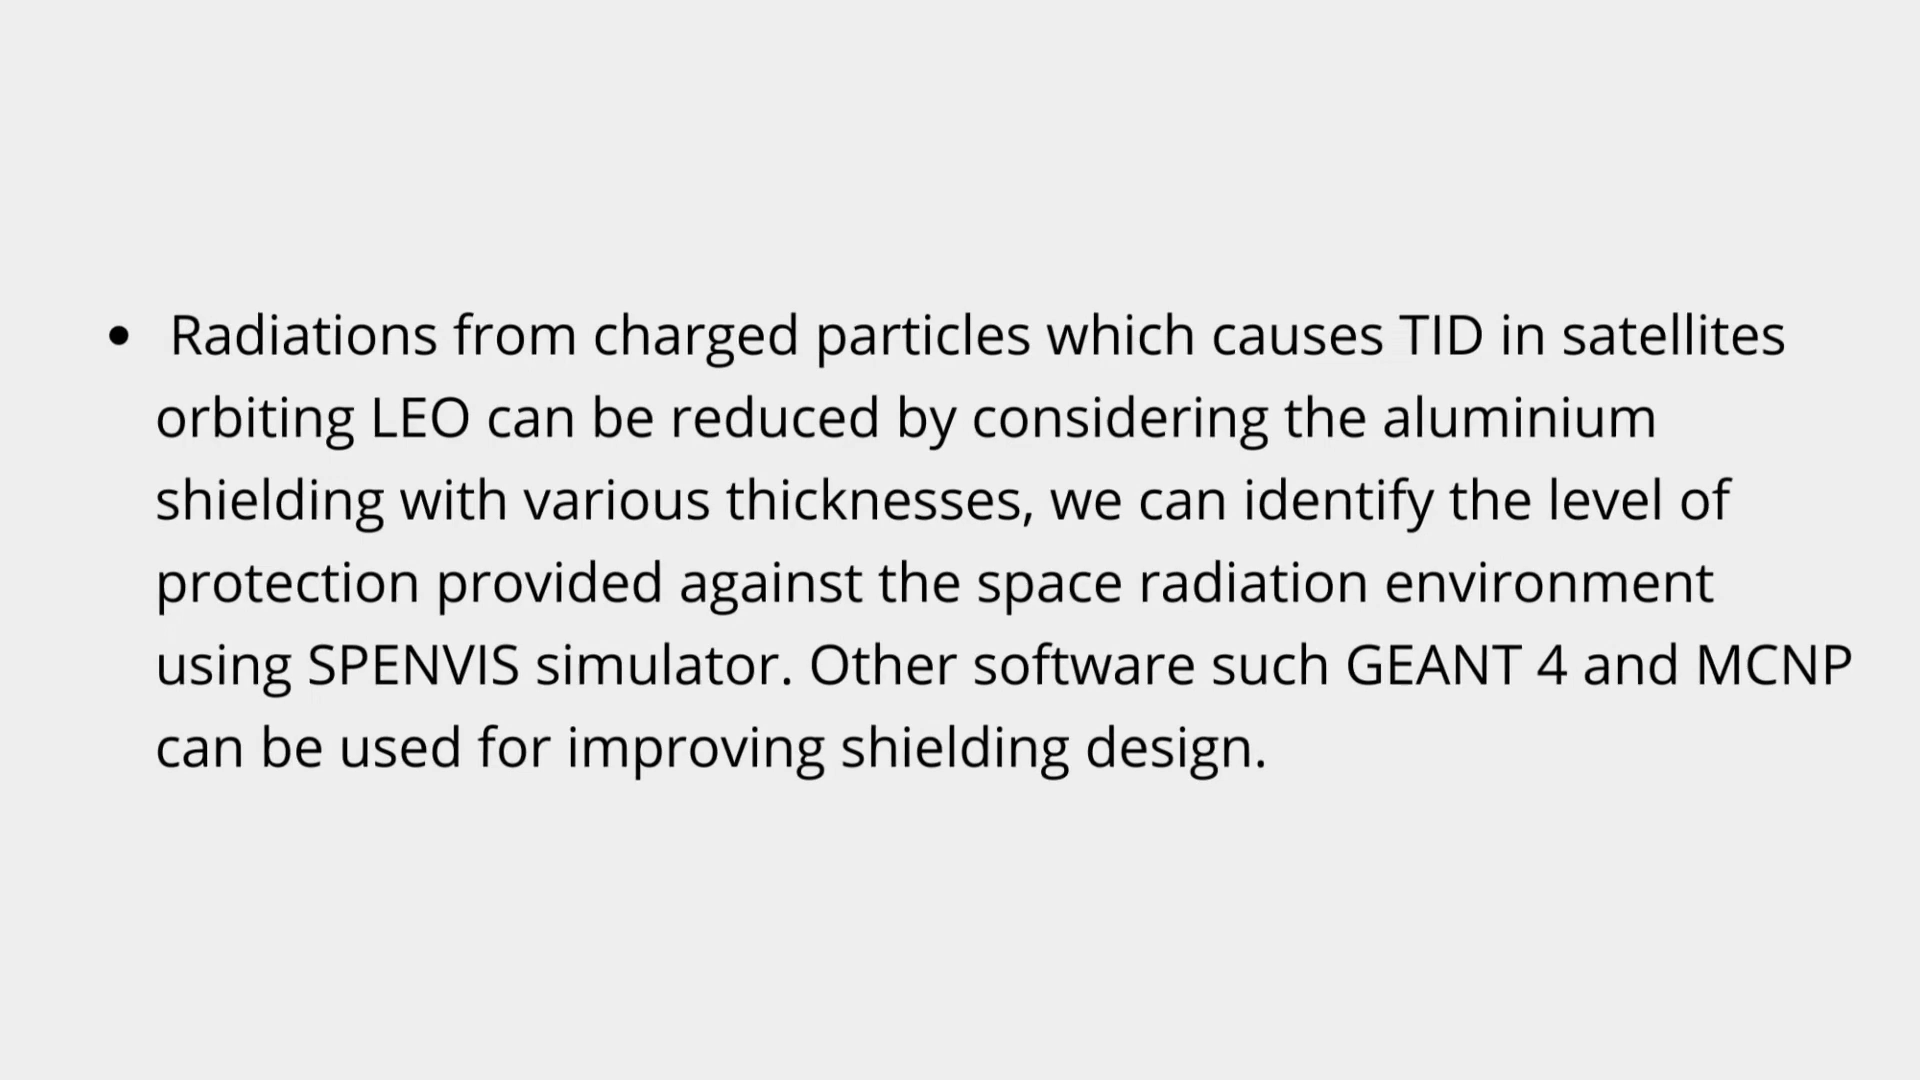 • Radiations from charged particles which causes TID in satellites
orbiting LEO can be reduced by considering the aluminium
shielding with various thicknesses, we can identify the level of
protection provided against the space radiation environment
using SPENVIS simulator. Other software such GEANT 4 and MCNP
can be used for improving shielding design.